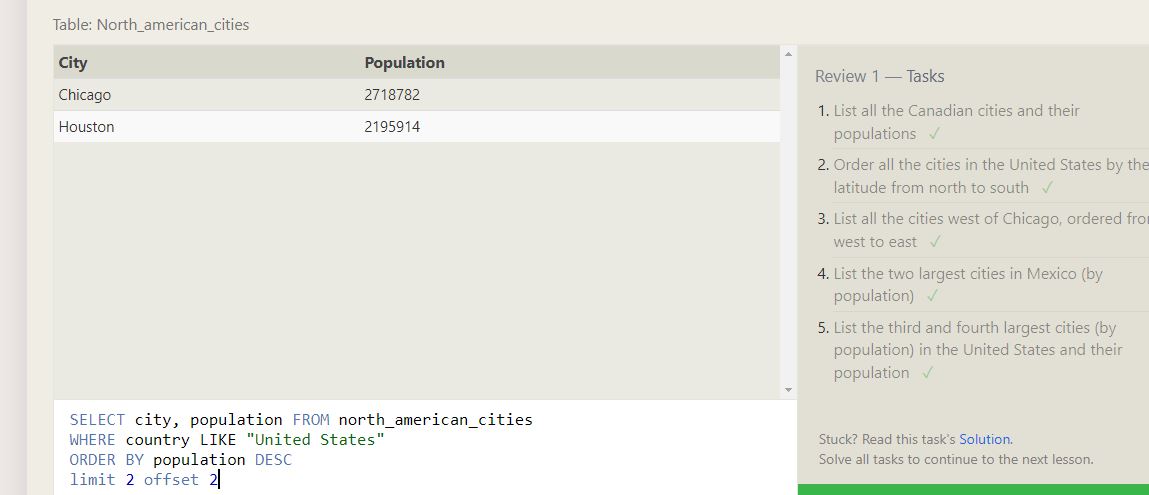 Table: North_american_cities
City Population
Chicago 2718782
Houston 2195914
SELECT city, population FROM north_american_cities
WHERE country LIKE "United States"
ORDER BY population DESC
limit 2 offset 2
Review 1 — Tasks
1. List all the Canadian cities and their
populations ✓
2. Order all the cities in the United States by the
latitude from north to south ✓
3. List all the cities west of Chicago, ordered
west to east ✓
4. List the two largest cities in Mexico (by
population) ✓
5. List the third and fourth largest cities (by
population) in the United States and their
population ✓
Stuck? Read this task's Solution.
Solve all tasks to continue to the next lesson.